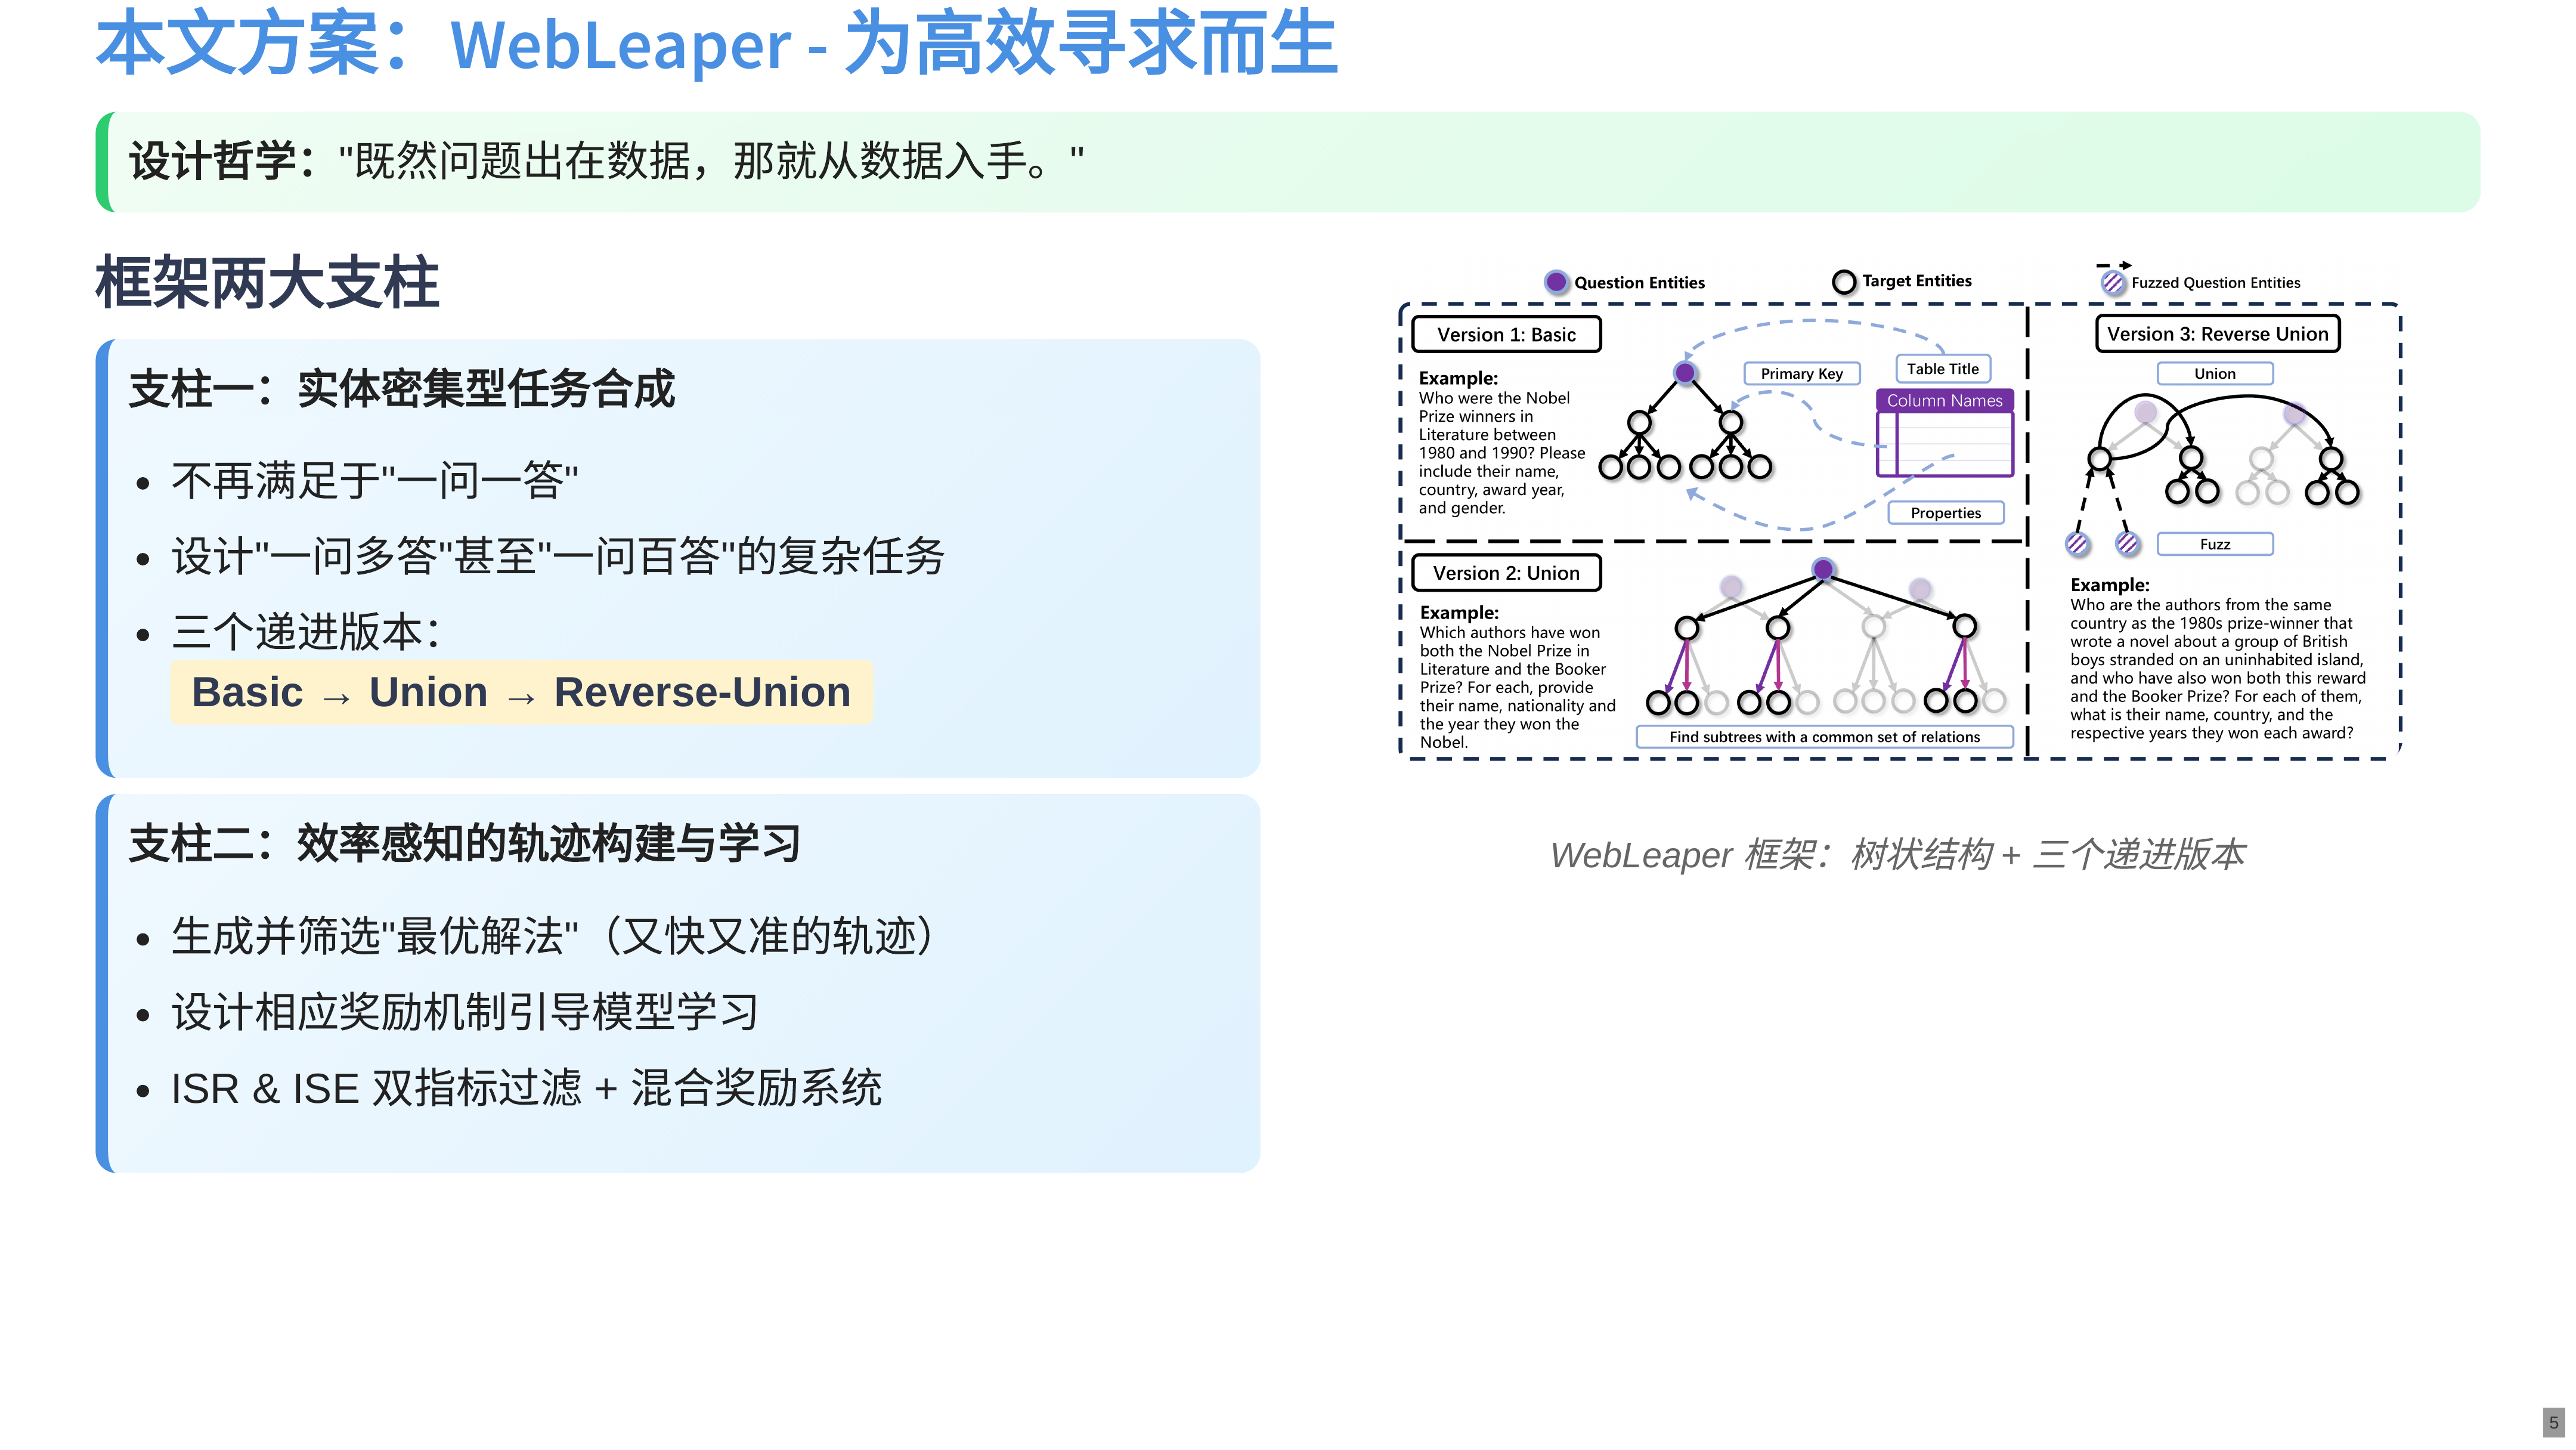 本文方案：WebLeaper - 为高效寻求而生
设计哲学："既然问题出在数据，那就从数据入手。"
框架两大支柱
支柱一：实体密集型任务合成
• 不再满足于"一问一答"
• 设计"一问多答"甚至"一问百答"的复杂任务
• 三个递进版本：
Basic → Union → Reverse-Union
支柱二：效率感知的轨迹构建与学习
• 生成并筛选"最优解法"（又快又准的轨迹）
• 设计相应奖励机制引导模型学习
• ISR & ISE 双指标过滤 + 混合奖励系统
Question Entities
Target Entities
Fuzzed Question Entities
Version 1: Basic
Example:
Who were the Nobel
Prize winners in
Literature between
1980 and 1990? Please
include their name,
country, award year,
and gender.
Primary Key
Table Title
Column Names
Properties
Version 2: Union
Example:
Which authors have won
both the Nobel Prize in
Literature and the Booker
Prize? For each, provide
their name, nationality and
the year they won the
Nobel.
Find subtrees with a common set of relations
Version 3: Reverse Union
Union
Fuzz
Example:
Who are the authors from the same
country as the 1980s prize-winner that
wrote a novel about a group of British
boys stranded on an uninhabited island,
and who have also won both this reward
and the Booker Prize? For each of them,
what is their name, country, and the
respective years they won each award?
WebLeaper 框架：树状结构 + 三个递进版本
5